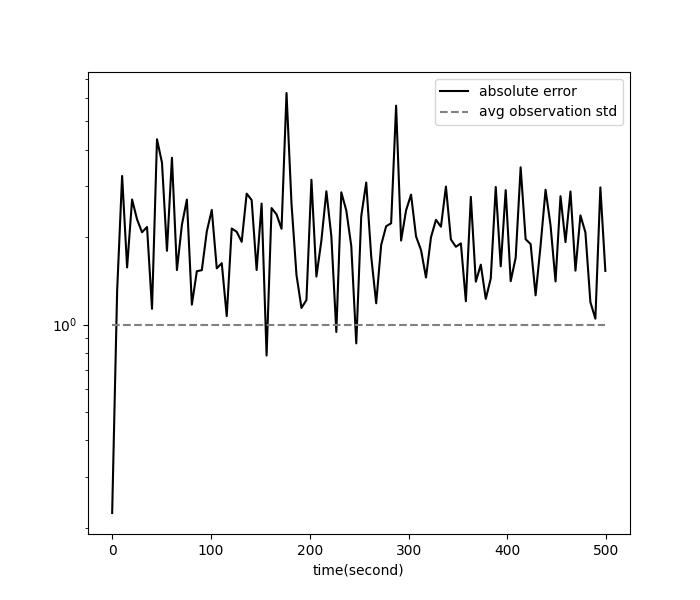 absolute error
avg observation std
10⁰
0 100 200 300 400 500
time(second)